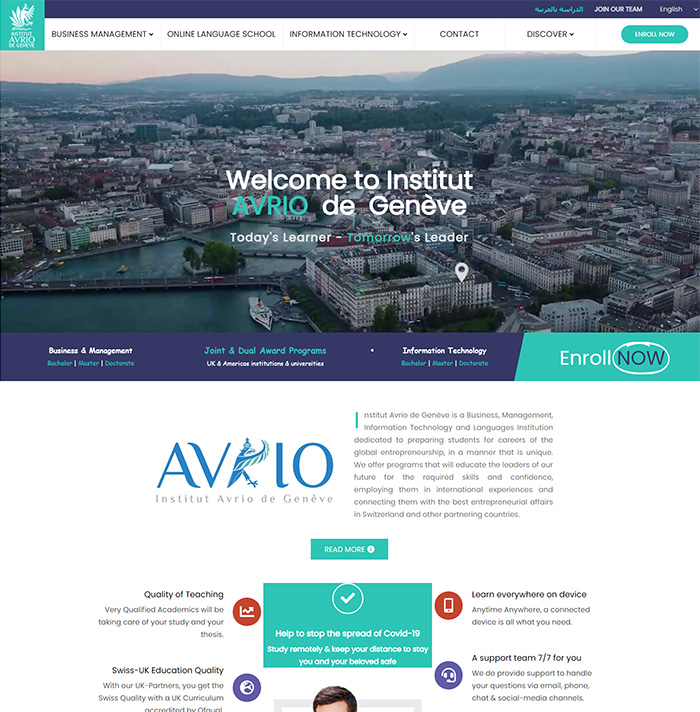 الدراسة بالعربية JOIN OUR TEAM English
INSTITUT
AVRIO
DE GENÈVE
BUSINESS MANAGEMENT ONLINE LANGUAGE SCHOOL INFORMATION TECHNOLOGY CONTACT DISCOVER ENROLL NOW
Welcome to Institut
AVRIO de Genève
Today's Learner - Tomorrow's Leader
Business & Management Joint & Dual Award Programs • Information Technology
Bachelor | Master | Doctorate UK & Americas institutions & universities Bachelor | Master | Doctorate
Enroll NOW
Institut Avrio de Genève is a Business, Management,
Information Technology and Languages Institution
dedicated to preparing students for careers of the
global entrepreneurship, in a manner that is unique.
We offer programs that will educate the leaders of our
future for the required skills and confidence,
employing them in international experiences and
connecting them with the best entrepreneurial affairs
in Switzerland and other partnering countries.
AVRIO
Institut Avrio de Genève
READ MORE
Quality of Teaching
Very Qualified Academics will be
taking care of your study and your
thesis.
Swiss-UK Education Quality
With our UK-Partners, you get the
Swiss Quality with a UK Curriculum
accredited by Ofqual
Help to stop the spread of Covid-19
Study remotely & keep your distance to stay
you and your beloved safe
Learn everywhere on device
Anytime Anywhere, a connected
device is all what you need.
A support team 7/7 for you
We do provide support to handle
your questions via email, phone,
chat & social-media channels.